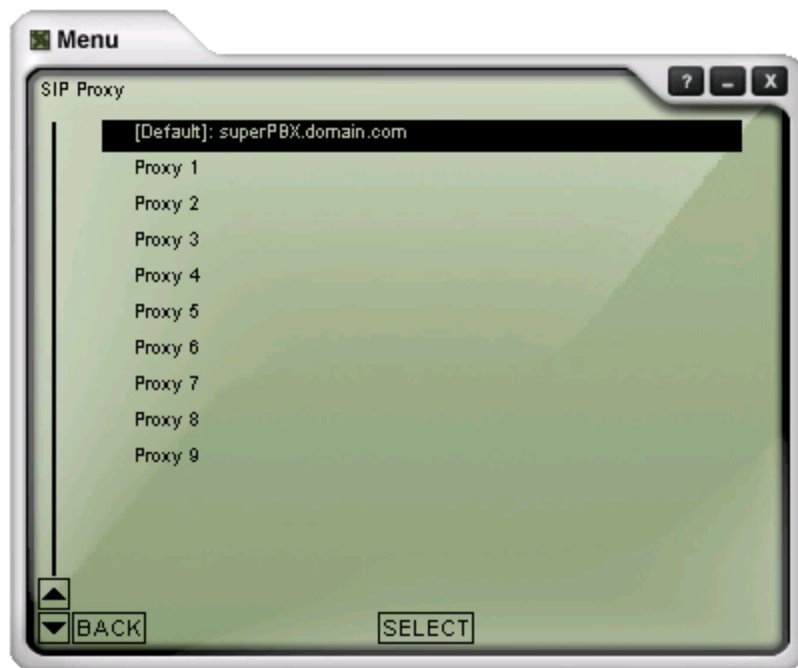 Menu
? – X
SIP Proxy
[Default]: superPBX.domain.com
Proxy 1
Proxy 2
Proxy 3
Proxy 4
Proxy 5
Proxy 6
Proxy 7
Proxy 8
Proxy 9
BACK SELECT